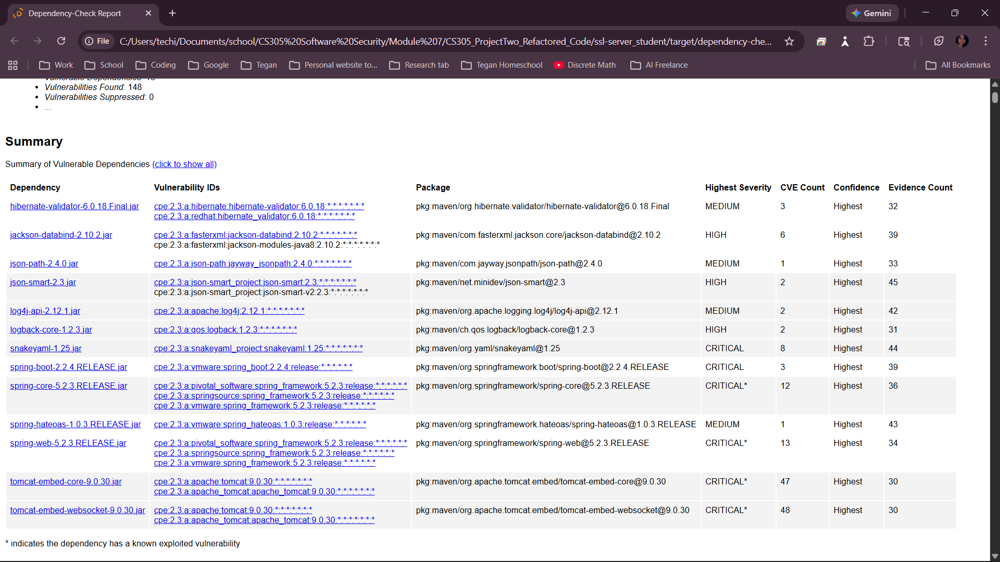 Dependency-Check Report
Gemini
File C:/Users/techi/Documents/school/CS305%20Software%20Security/Module%207/CS305_ProjectTwo_Refactored_Code/ssl-server_student/target/dependency-che...
Work School Coding Google Tegan Personal website to... Research tab Tegan Homeschool Discrete Math AI Freelance All Bookmarks
• Vulnerabilities Found: 148
• Vulnerabilities Suppressed: 0
• ...
Summary
Summary of Vulnerable Dependencies (click to show all)
Dependency Vulnerability IDs Package Highest Severity CVE Count Confidence Evidence Count
hibernate-validator-6.0.18.Final.jar cpe:2.3:a:hibernate:hibernate-validator:6.0.18:*:*:*:*:*:*:* pkg:maven/org.hibernate.validator/hibernate-validator@6.0.18.Final MEDIUM 3 Highest 32
cpe:2.3:a:redhat:hibernate_validator:6.0.18:*:*:*:*:*:*:*
jackson-databind-2.10.2.jar cpe:2.3:a:fasterxml:jackson-databind:2.10.2:*:*:*:*:*:*:* pkg:maven/com.fasterxml.jackson.core/jackson-databind@2.10.2 HIGH 6 Highest 39
cpe:2.3:a:fasterxml:jackson-modules-java8:2.10.2:*:*:*:*:*:*:*
json-path-2.4.0.jar cpe:2.3:a:json-path:jayway_jsonpath:2.4.0:*:*:*:*:*:*:* pkg:maven/com.jayway.jsonpath/json-path@2.4.0 MEDIUM 1 Highest 33
json-smart-2.3.jar cpe:2.3:a:json-smart_project:json-smart:2.3:*:*:*:*:*:*:* pkg:maven/net.minidev/json-smart@2.3 HIGH 2 Highest 45
cpe:2.3:a:json-smart_project:json-smart-v2:2.3:*:*:*:*:*:*:*
log4j-api-2.12.1.jar cpe:2.3:a:apache:log4j:2.12.1:*:*:*:*:*:*:* pkg:maven/org.apache.logging.log4j/log4j-api@2.12.1 MEDIUM 2 Highest 42
logback-core-1.2.3.jar cpe:2.3:a:qos:logback:1.2.3:*:*:*:*:*:*:* pkg:maven/ch.qos.logback/logback-core@1.2.3 HIGH 2 Highest 31
snakeyaml-1.25.jar cpe:2.3:a:snakeyaml_project:snakeyaml:1.25:*:*:*:*:*:*:* pkg:maven/org.yaml/snakeyaml@1.25 CRITICAL 8 Highest 44
spring-boot-2.2.4.RELEASE.jar cpe:2.3:a:vmware:spring_boot:2.2.4:release:*:*:*:*:*:* pkg:maven/org.springframework.boot/spring-boot@2.2.4.RELEASE CRITICAL 3 Highest 39
spring-core-5.2.3.RELEASE.jar cpe:2.3:a:pivotal_software:spring_framework:5.2.3:release:*:*:*:*:*:* pkg:maven/org.springframework/spring-core@5.2.3.RELEASE CRITICAL* 12 Highest 36
cpe:2.3:a:springsource:spring_framework:5.2.3:release:*:*:*:*:*:*
cpe:2.3:a:vmware:spring_framework:5.2.3:release:*:*:*:*:*:*
spring-hateoas-1.0.3.RELEASE.jar cpe:2.3:a:vmware:spring_hateoas:1.0.3:release:*:*:*:*:*:* pkg:maven/org.springframework.hateoas/spring-hateoas@1.0.3.RELEASE MEDIUM 1 Highest 43
spring-web-5.2.3.RELEASE.jar cpe:2.3:a:pivotal_software:spring_framework:5.2.3:release:*:*:*:*:*:* pkg:maven/org.springframework/spring-web@5.2.3.RELEASE CRITICAL* 13 Highest 34
cpe:2.3:a:springsource:spring_framework:5.2.3:release:*:*:*:*:*:*
cpe:2.3:a:vmware:spring_framework:5.2.3:release:*:*:*:*:*:*
tomcat-embed-core-9.0.30.jar cpe:2.3:a:apache:tomcat:9.0.30:*:*:*:*:*:*:* pkg:maven/org.apache.tomcat.embed/tomcat-embed-core@9.0.30 CRITICAL* 47 Highest 30
cpe:2.3:a:apache_tomcat:apache_tomcat:9.0.30:*:*:*:*:*:*:*
tomcat-embed-websocket-9.0.30.jar cpe:2.3:a:apache:tomcat:9.0.30:*:*:*:*:*:*:* pkg:maven/org.apache.tomcat.embed/tomcat-embed-websocket@9.0.30 CRITICAL* 48 Highest 30
cpe:2.3:a:apache_tomcat:apache_tomcat:9.0.30:*:*:*:*:*:*:*
* indicates the dependency has a known exploited vulnerability